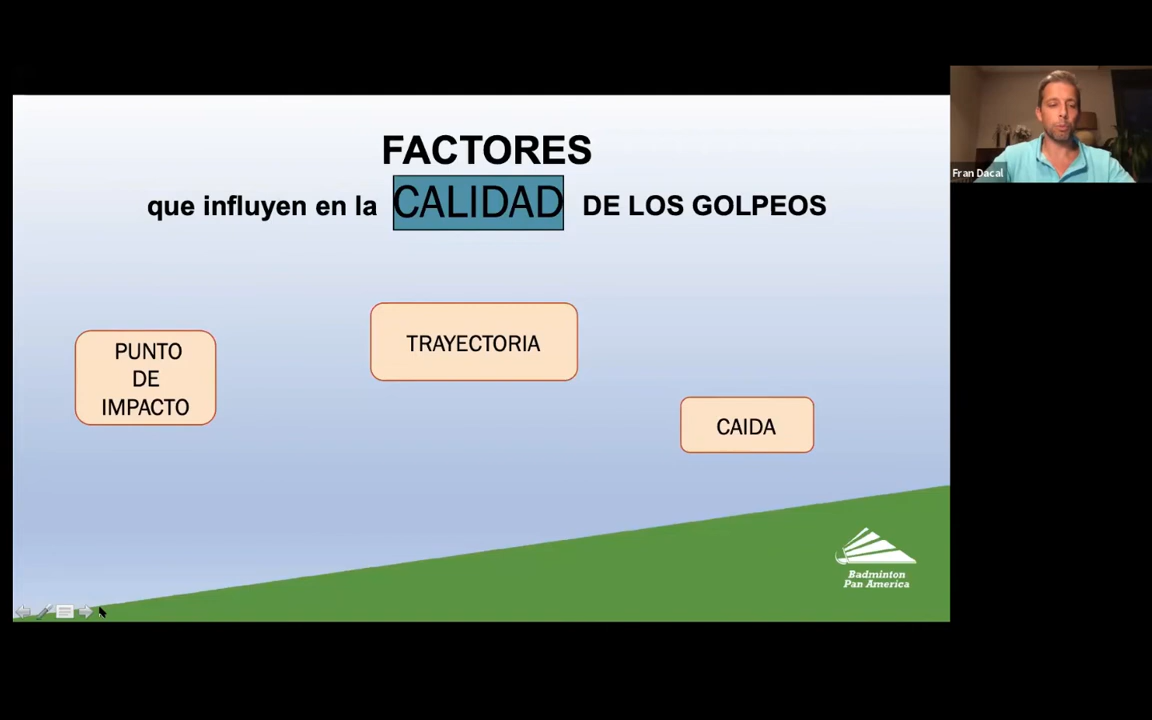 FACTORES
que influyen en la CALIDAD DE LOS GOLPEOS
PUNTO
DE
IMPACTO
TRAYECTORIA
CAIDA
Badminton
Pan America
Fran Dacal